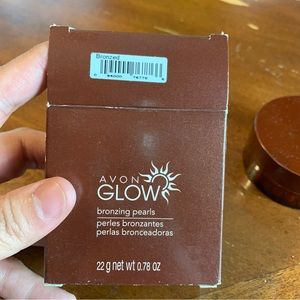 Bronzed
AVON
GLOW
bronzing pearls
perles bronzantes
perlas bronceadoras
22 g net wt 0.78 oz